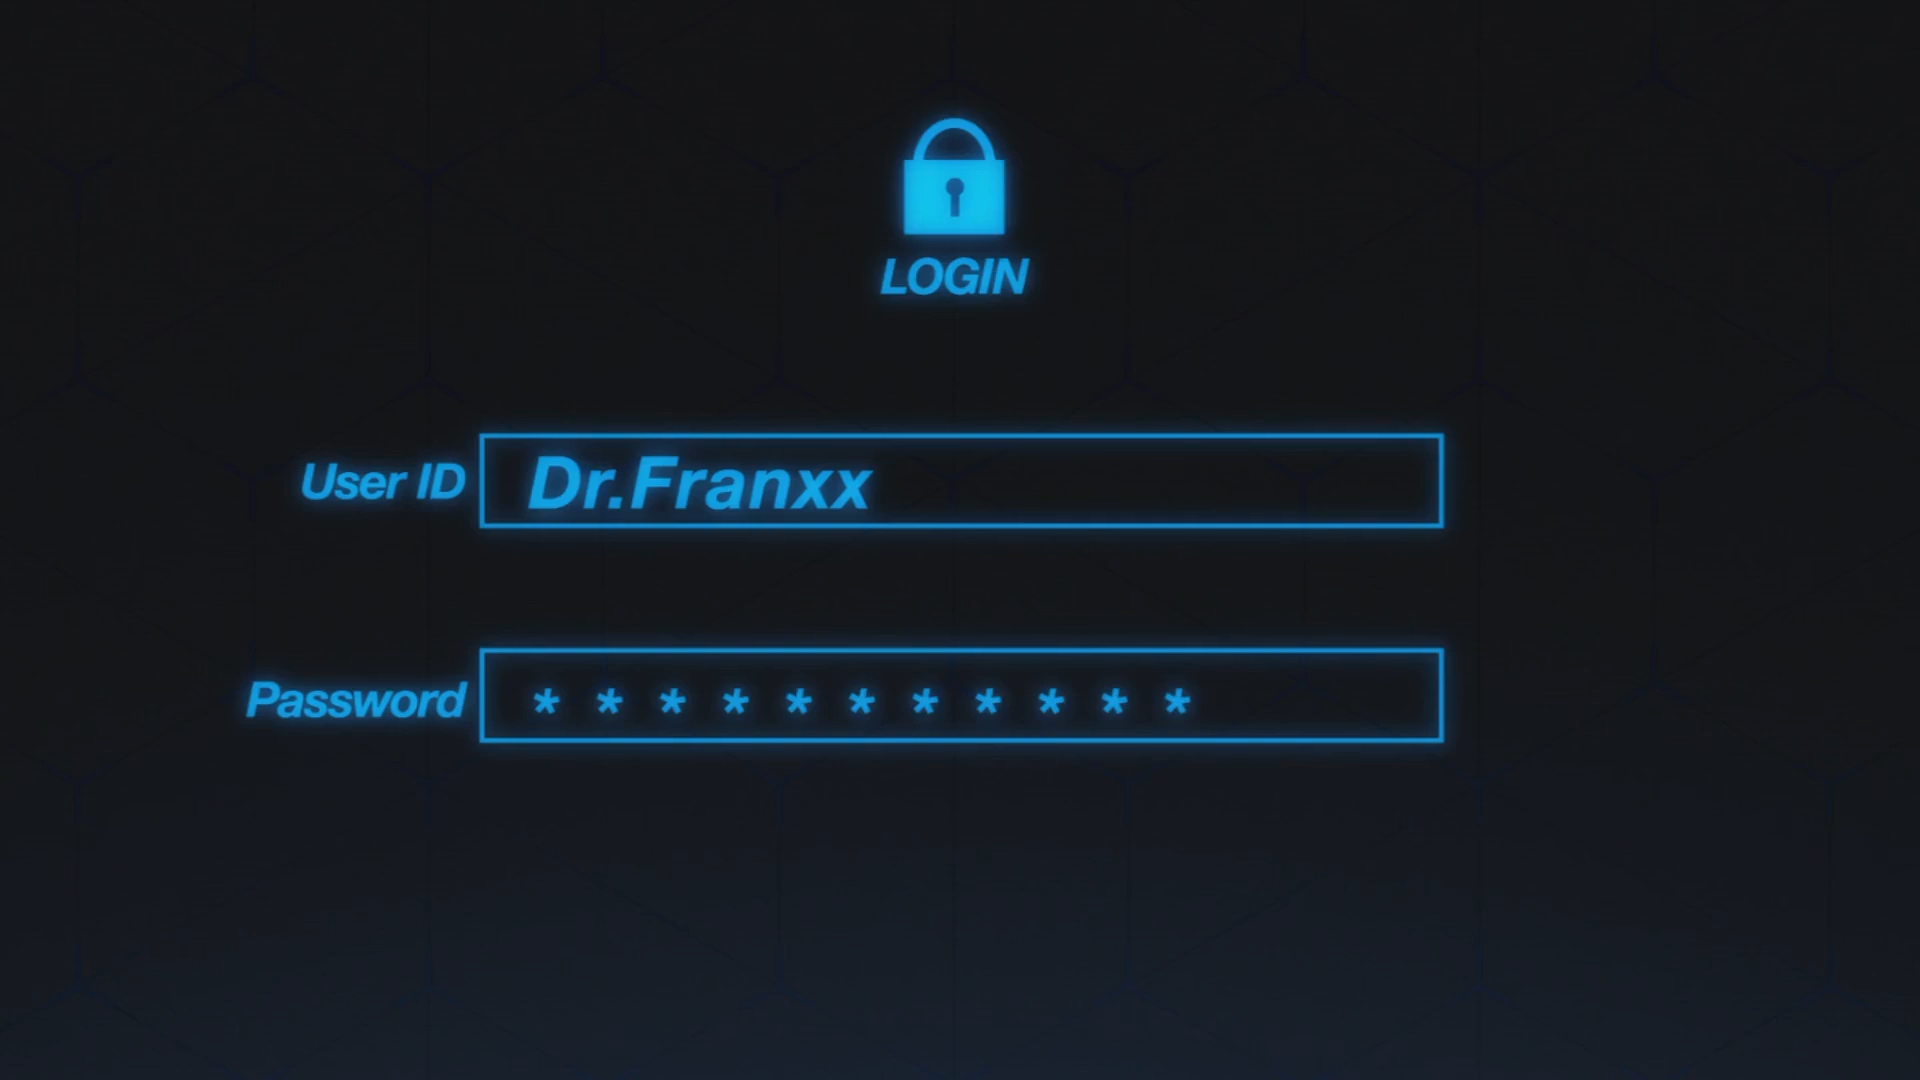 LOGIN
User ID Dr.Franxx
Password * * * * * * * * * * *